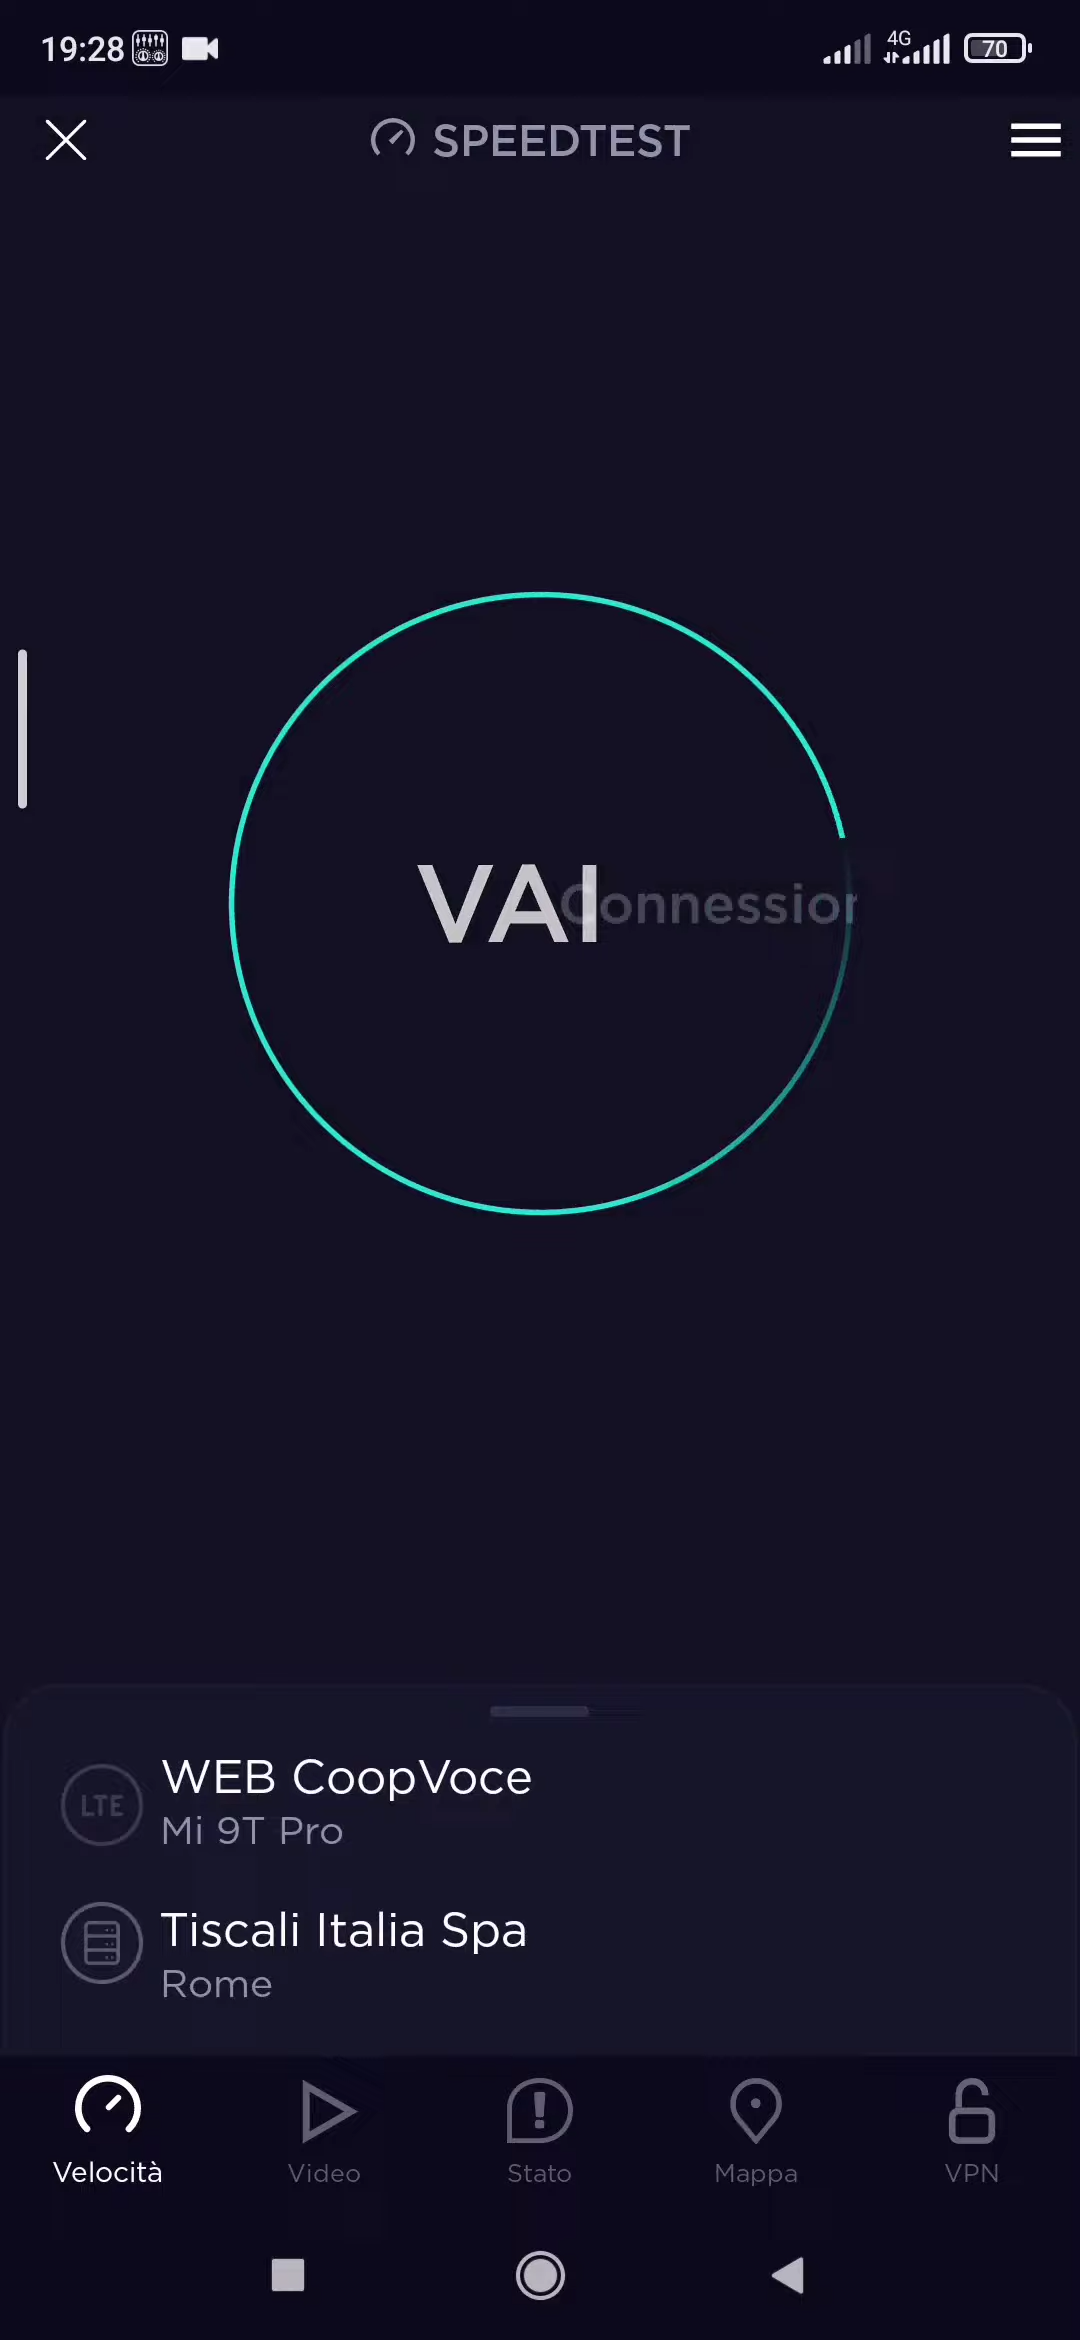 19:28
4G
70
SPEEDTEST
VAI
LTE
WEB CoopVoce
Mi 9T Pro
Tiscali Italia Spa
Rome
Velocità
Video
Stato
Mappa
VPN